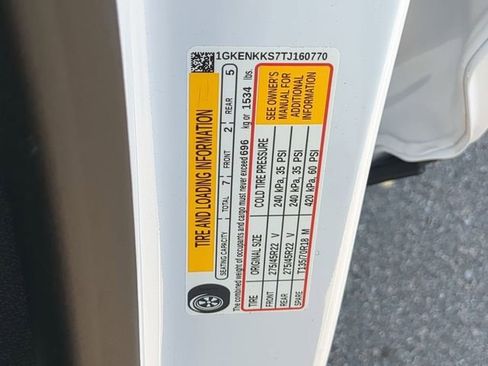 1GKENKKS7TJ160770
TIRE AND LOADING INFORMATION
SEATING CAPACITY TOTAL 7 FRONT 2 REAR 5
The combined weight of occupants and cargo must never exceed 696 kg or 1534 lbs.
TIRE ORIGINAL SIZE COLD TIRE PRESSURE
FRONT 275/45R22 V 240 kPa, 35 PSI
REAR 275/45R22 V 240 kPa, 35 PSI
SPARE T135/70R18 M 420 kPa, 60 PSI
SEE OWNER'S
MANUAL FOR
ADDITIONAL
INFORMATION